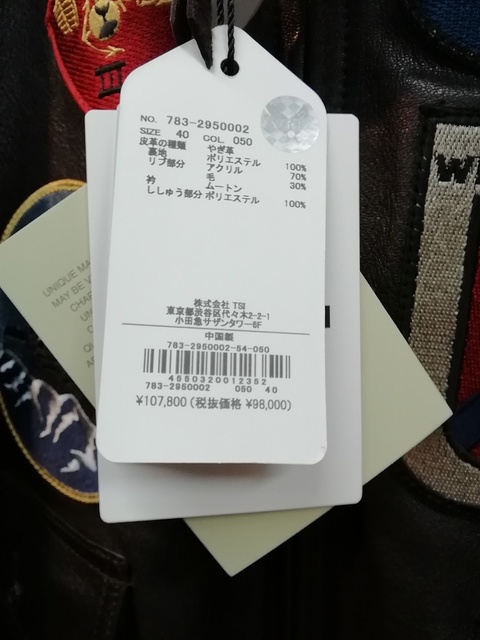 NO. 783-2950002
SIZE 40 COL 050
皮革の種類 やぎ革
裏地 ポリエステル 100%
リブ部分 アクリル 70%
毛 30%
衿 ムートン
ししゅう部分 ポリエステル 100%
株式会社 TSI
東京都渋谷区代々木2-2-1
小田急サザンタワー8F
中国製
783-2950002-54-050
4550320012352
783-2950002 050 40
¥107,800 (税抜価格 ¥98,000)
UNIQUE MA
MAY BE V
CHAR
UN
W
III